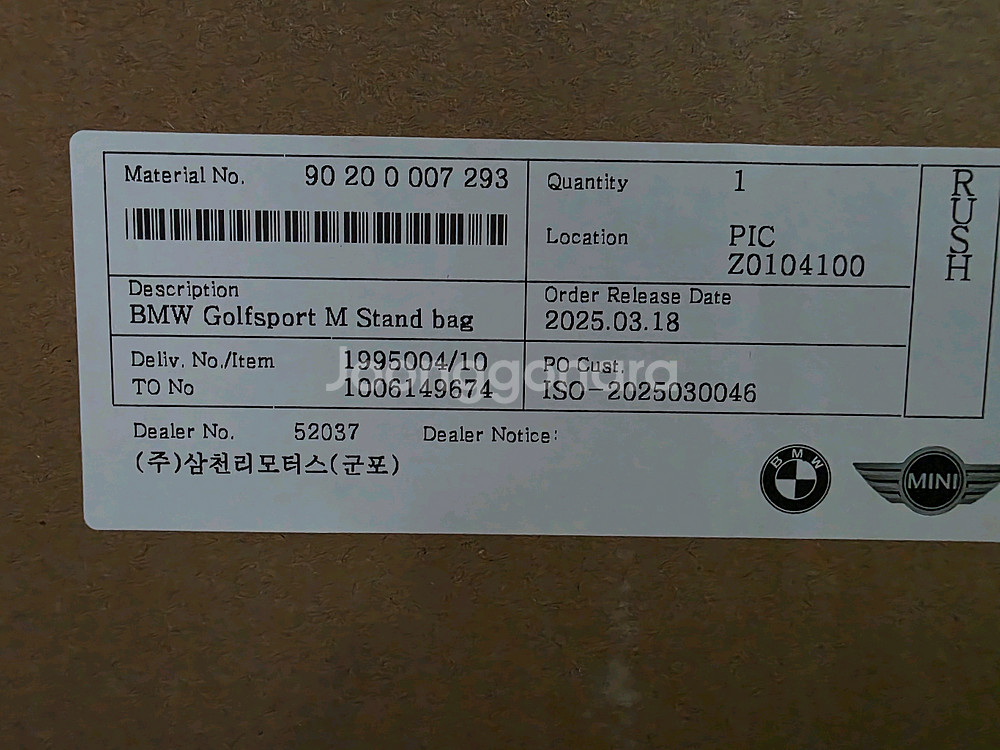 Material No. 90 20 0 007 293
Quantity 1
Location PIC
Z0104100
RUSH
Description
BMW Golfsport M Stand bag
Order Release Date
2025.03.18
Deliv. No./Item 1995004/10
TO No 1006149674
PO Cust.
ISO-2025030046
Joonggonara
Dealer No. 52037 Dealer Notice:
(주)삼천리모터스(군포)
BMW
MINI